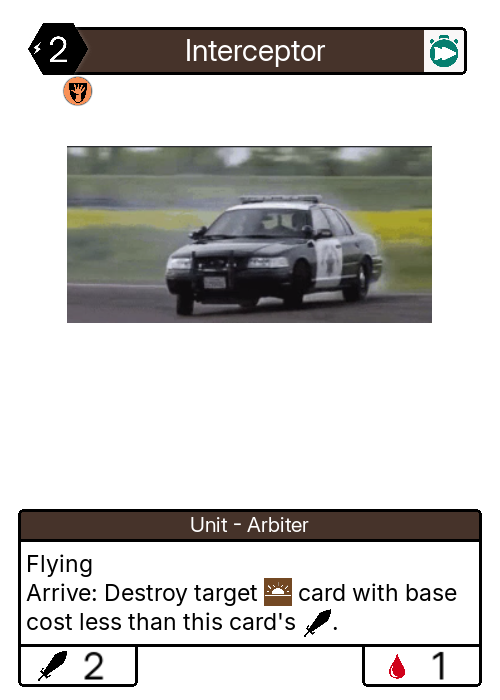 2
Interceptor
Unit - Arbiter
Flying
Arrive: Destroy target card with base
cost less than this card's .
2
1